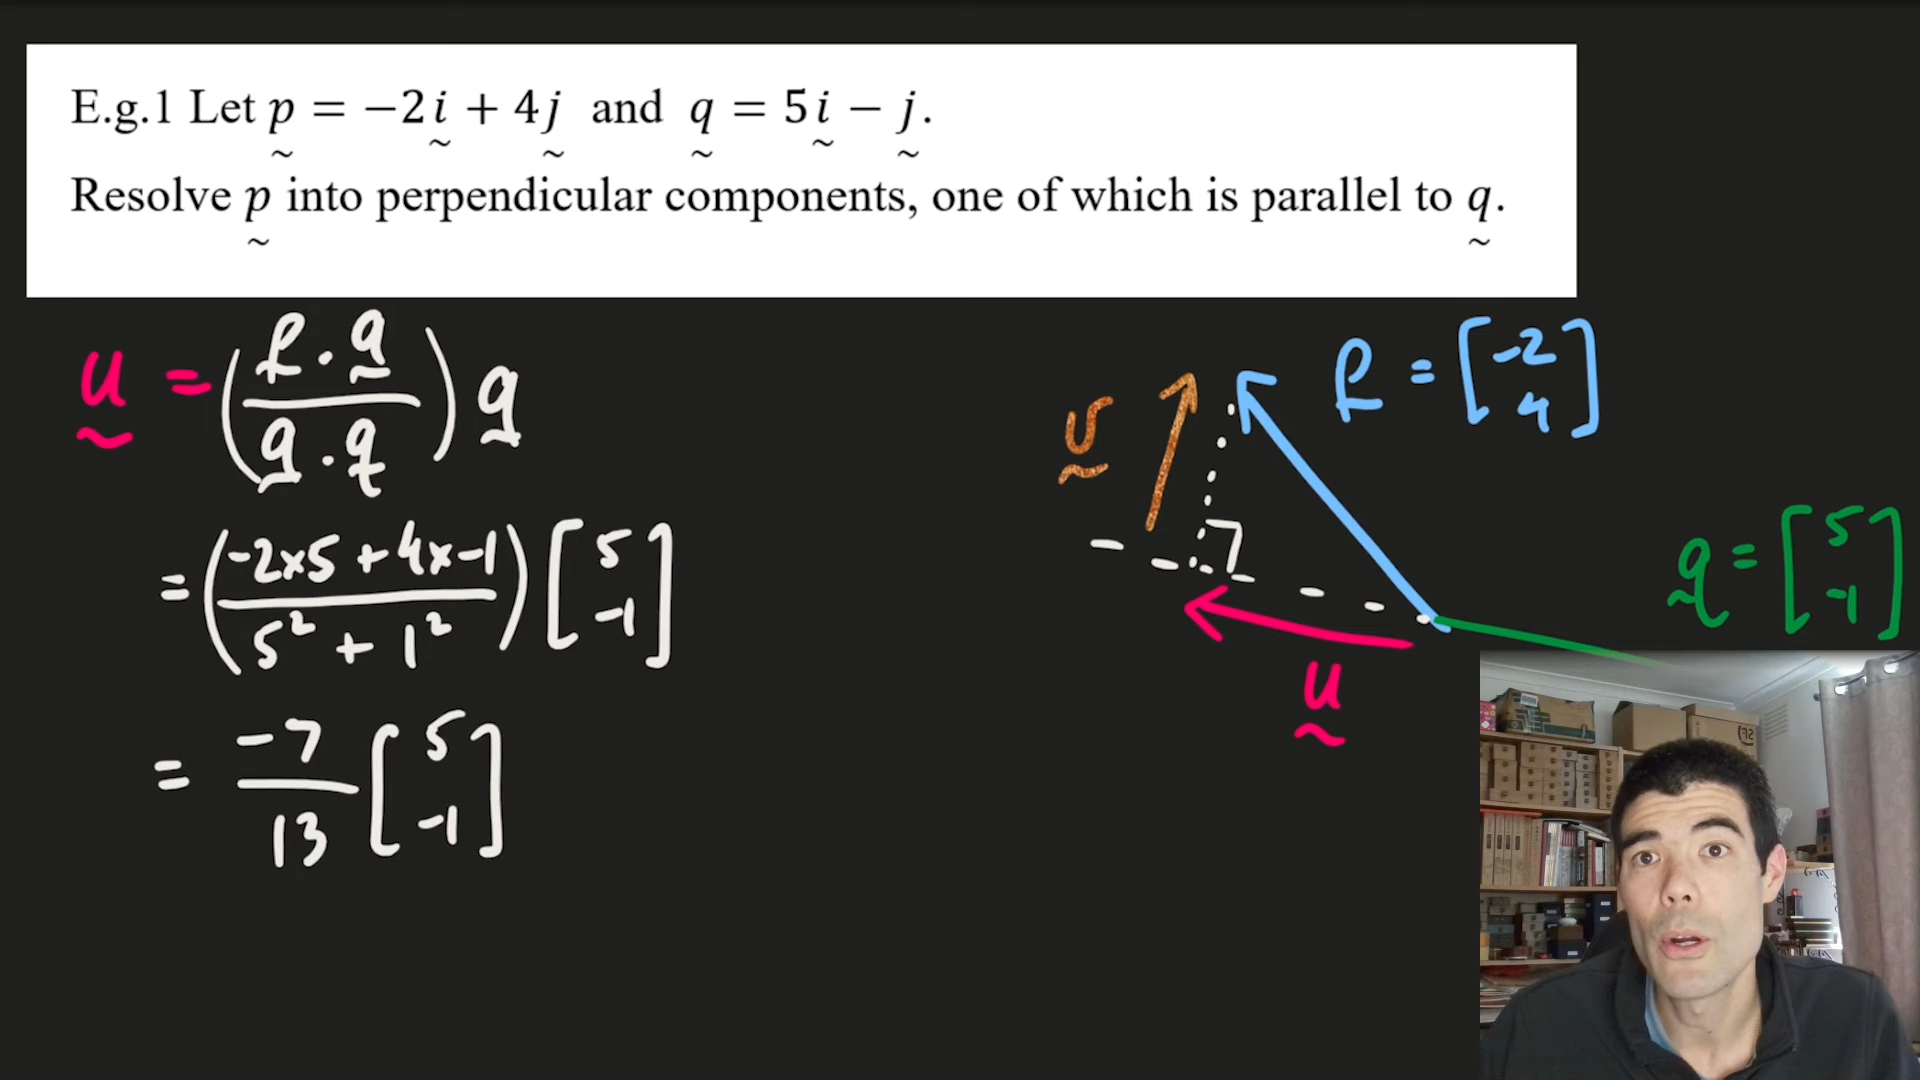 E.g.1 Let p = −2i + 4j and q = 5i − j.
Resolve p into perpendicular components, one of which is parallel to q.
u = (p · q / q · q) q
= (-2×5 + 4×-1 / 5² + 1²) [5 -1]
= -7/13 [5 -1]
v
p = [-2 4]
q = [5 -1]
u